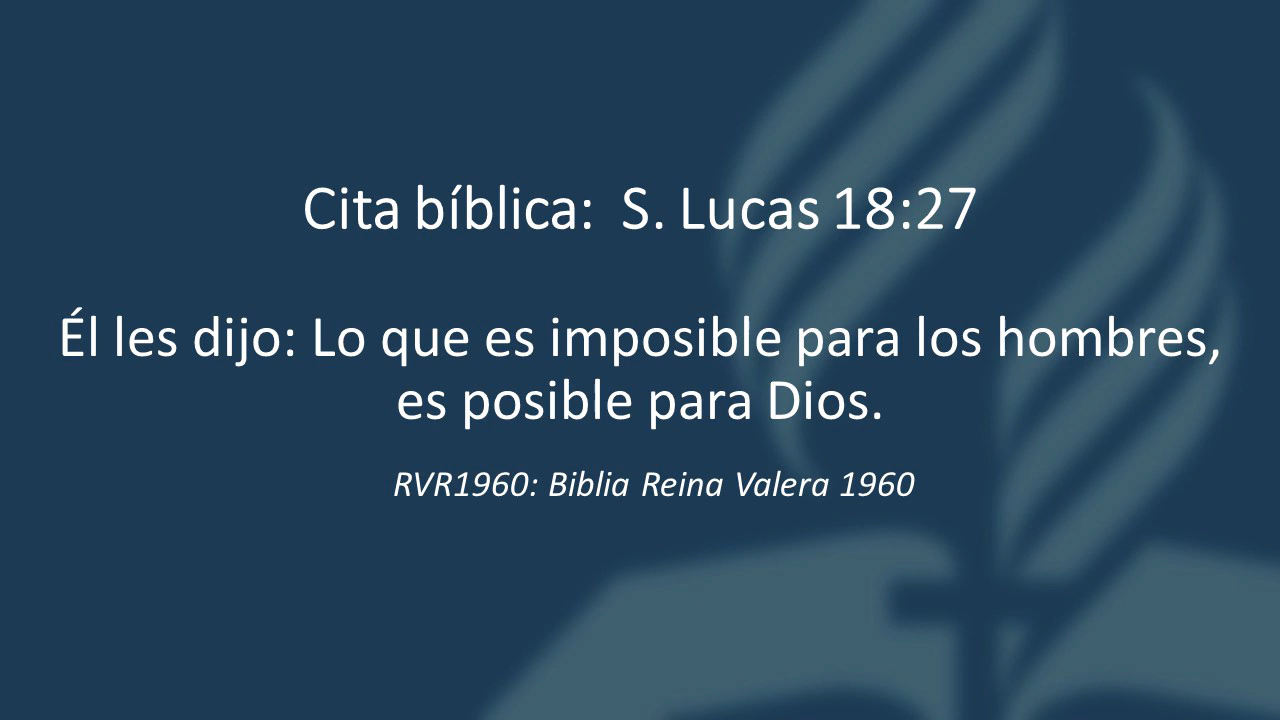 Cita bíblica:  S. Lucas 18:27
Él les dijo: Lo que es imposible para los hombres,
es posible para Dios.
RVR1960: Biblia Reina Valera 1960